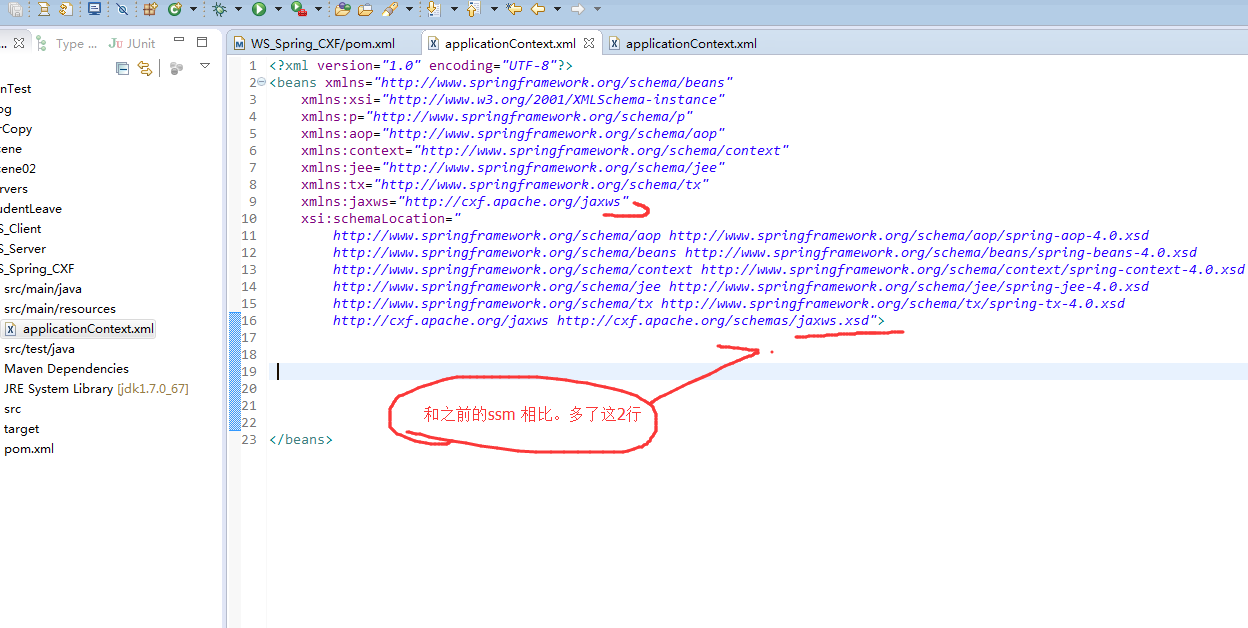 ... Type ... Ju JUnit
WS_Spring_CXF/pom.xml
applicationContext.xml
applicationContext.xml
nTest
og
rCopy
cene
cene02
rvers
udentLeave
S_Client
S_Server
S_Spring_CXF
src/main/java
src/main/resources
applicationContext.xml
src/test/java
Maven Dependencies
JRE System Library [jdk1.7.0_67]
src
target
pom.xml
1 <?xml version="1.0" encoding="UTF-8"?>
2 <beans xmlns="http://www.springframework.org/schema/beans"
3 xmlns:xsi="http://www.w3.org/2001/XMLSchema-instance"
4 xmlns:p="http://www.springframework.org/schema/p"
5 xmlns:aop="http://www.springframework.org/schema/aop"
6 xmlns:context="http://www.springframework.org/schema/context"
7 xmlns:jee="http://www.springframework.org/schema/jee"
8 xmlns:tx="http://www.springframework.org/schema/tx"
9 xmlns:jaxws="http://cxf.apache.org/jaxws"
10 xsi:schemaLocation="
11 http://www.springframework.org/schema/aop http://www.springframework.org/schema/aop/spring-aop-4.0.xsd
12 http://www.springframework.org/schema/beans http://www.springframework.org/schema/beans/spring-beans-4.0.xsd
13 http://www.springframework.org/schema/context http://www.springframework.org/schema/context/spring-context-4.0.xsd
14 http://www.springframework.org/schema/jee http://www.springframework.org/schema/jee/spring-jee-4.0.xsd
15 http://www.springframework.org/schema/tx http://www.springframework.org/schema/tx/spring-tx-4.0.xsd
16 http://cxf.apache.org/jaxws http://cxf.apache.org/schemas/jaxws.xsd">
17
18
19
20
21
22
23 </beans>
和之前的ssm 相比。多了这2行